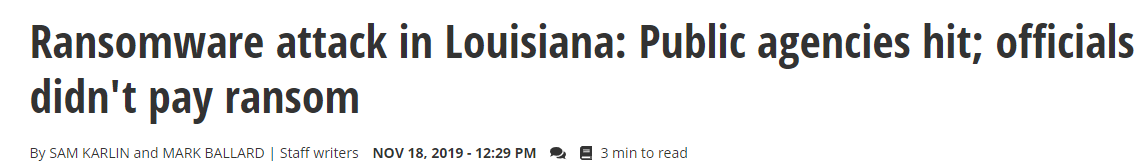 Ransomware attack in Louisiana: Public agencies hit; officials
didn't pay ransom
By SAM KARLIN and MARK BALLARD | Staff writers NOV 18, 2019 - 12:29 PM 3 min to read